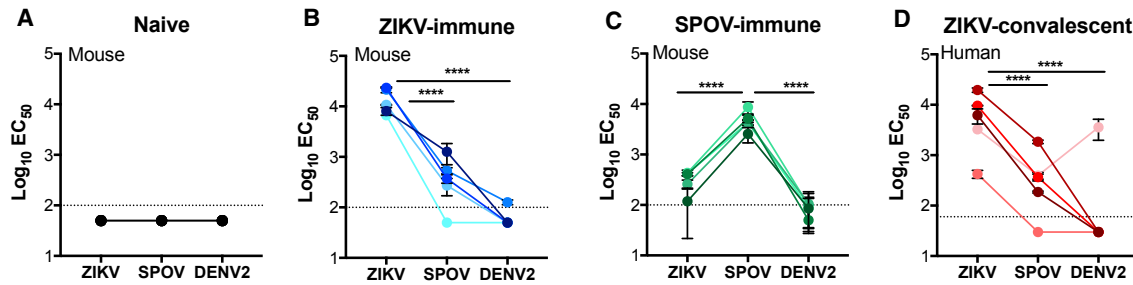 A
Naive
Mouse
Log10 EC50
5
4
3
2
1
ZIKV SPOV DENV2
B
ZIKV-immune
Mouse
****
****
Log10 EC50
5
4
3
2
1
ZIKV SPOV DENV2
C
SPOV-immune
Mouse
**** ****
Log10 EC50
5
4
3
2
1
ZIKV SPOV DENV2
D
ZIKV-convalescent
Human
****
****
Log10 EC50
5
4
3
2
1
ZIKV SPOV DENV2